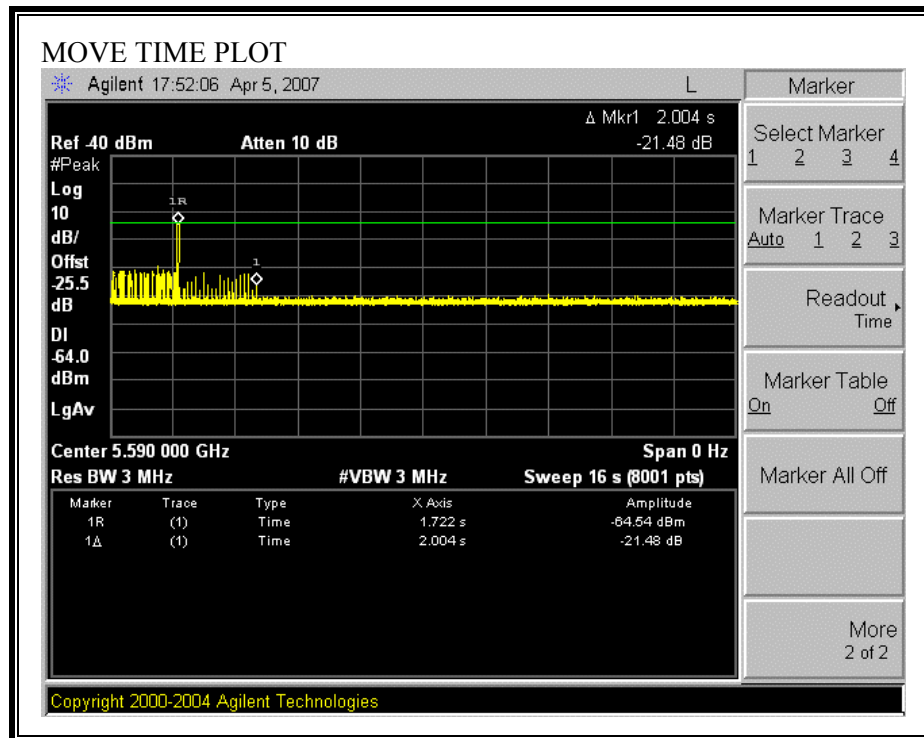 MOVE TIME PLOT
Agilent 17:52:06 Apr 5, 2007 L
Δ Mkr1 2.004 s
Ref -40 dBm Atten 10 dB -21.48 dB
#Peak
Log
10
dB/
Offst
-25.5
dB
DI
-64.0
dBm
LgAv
1R
1
Center 5.590 000 GHz Span 0 Hz
Res BW 3 MHz #VBW 3 MHz Sweep 16 s (8001 pts)
Marker Trace Type X Axis Amplitude
1R (1) Time 1.722 s -64.54 dBm
1Δ (1) Time 2.004 s -21.48 dB
Copyright 2000-2004 Agilent Technologies
Marker
Select Marker
1 2 3 4
Marker Trace
Auto 1 2 3
Readout
Time
Marker Table
On Off
Marker All Off
More
2 of 2